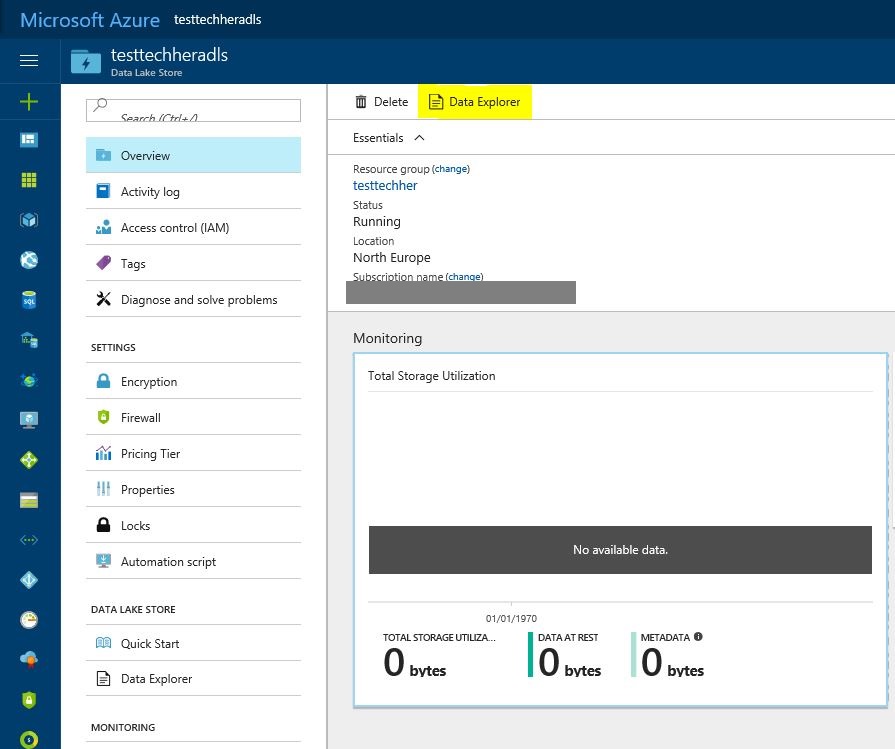 Microsoft Azure testtechheradls
testtechheradls
Data Lake Store
Search (Ctrl+/)
Overview
Activity log
Access control (IAM)
Tags
Diagnose and solve problems
SETTINGS
Encryption
Firewall
Pricing Tier
Properties
Locks
Automation script
DATA LAKE STORE
Quick Start
Data Explorer
MONITORING
Delete Data Explorer
Essentials
Resource group (change)
testtechher
Status
Running
Location
North Europe
Subscription name (change)
Monitoring
Total Storage Utilization
No available data.
01/01/1970
TOTAL STORAGE UTILIZA... DATA AT REST METADATA
0 bytes 0 bytes 0 bytes
SQL